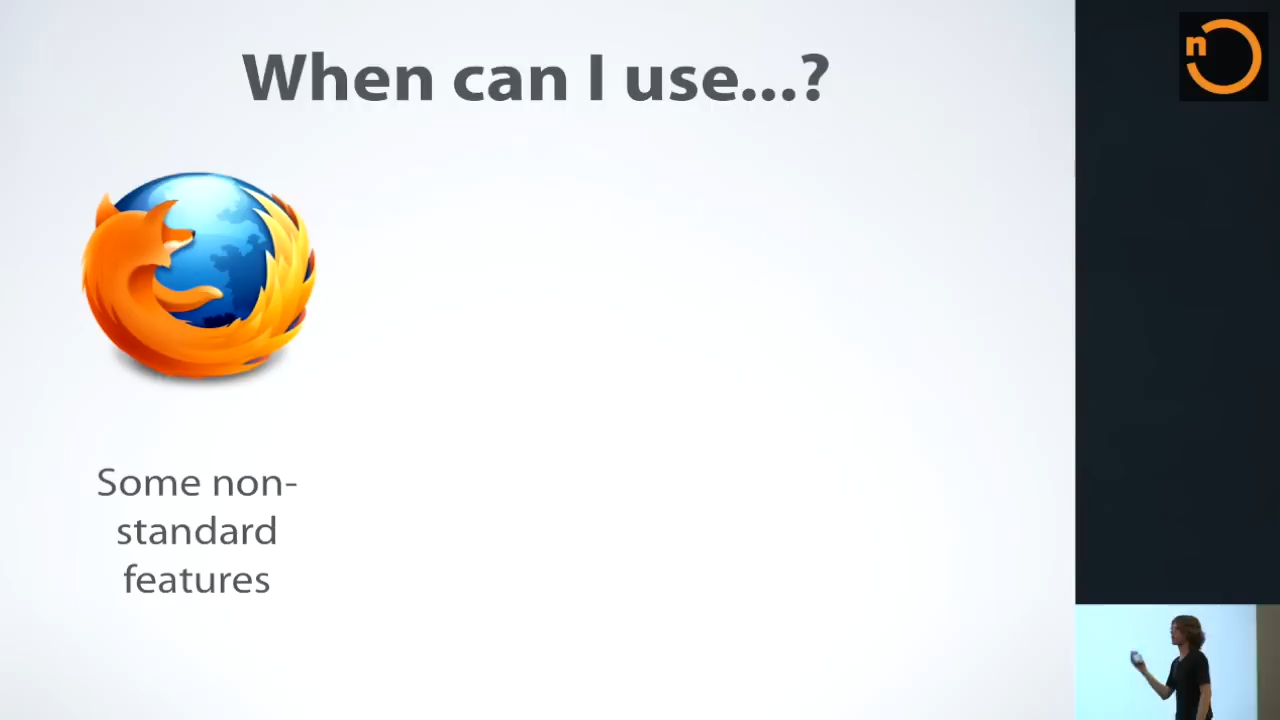 When can I use...?
n
Some non-
standard
features